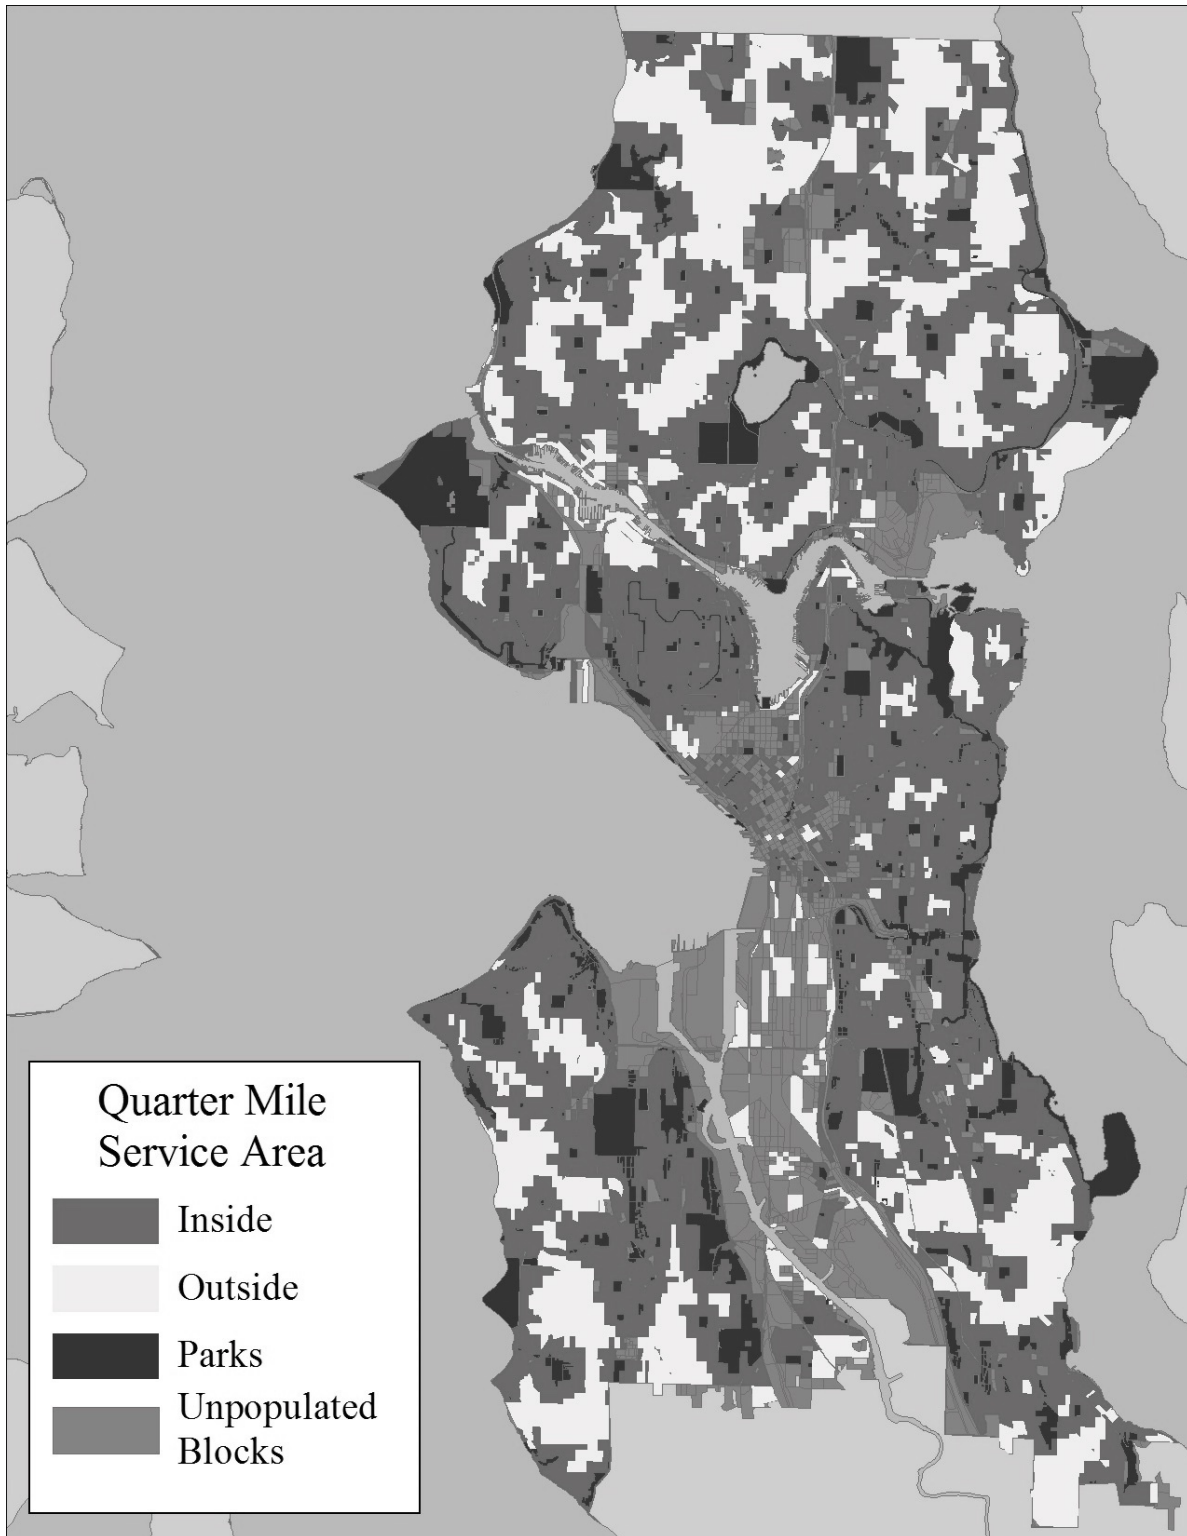 Quarter Mile
Service Area
Inside
Outside
Parks
Unpopulated
Blocks